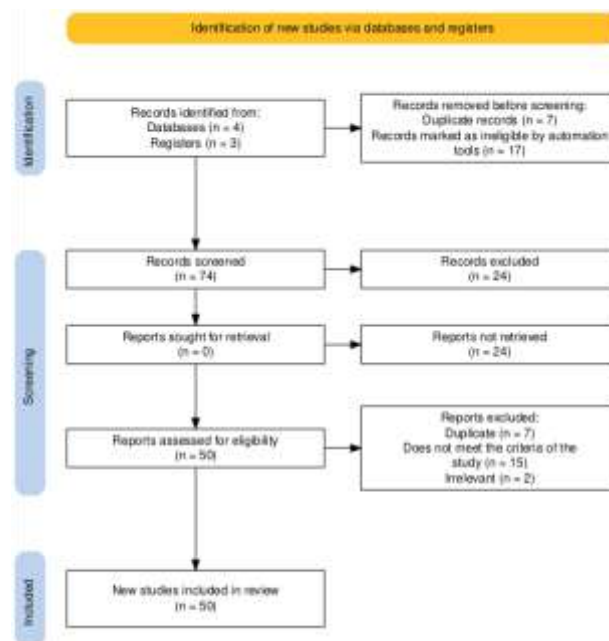 Identification of new studies via databases and registers
Identification
Records identified from:
Databases (n = 4)
Registers (n = 3)
Records removed before screening:
Duplicate records (n = 7)
Records marked as ineligible by automation
tools (n = 17)
Screening
Records screened
(n = 74)
Records excluded
(n = 24)
Reports sought for retrieval
(n = 0)
Reports not retrieved
(n = 24)
Reports assessed for eligibility
(n = 50)
Reports excluded:
Duplicate (n = 7)
Does not meet the criteria of the
study (n = 15)
Irrelevant (n = 2)
Included
New studies included in review
(n = 50)